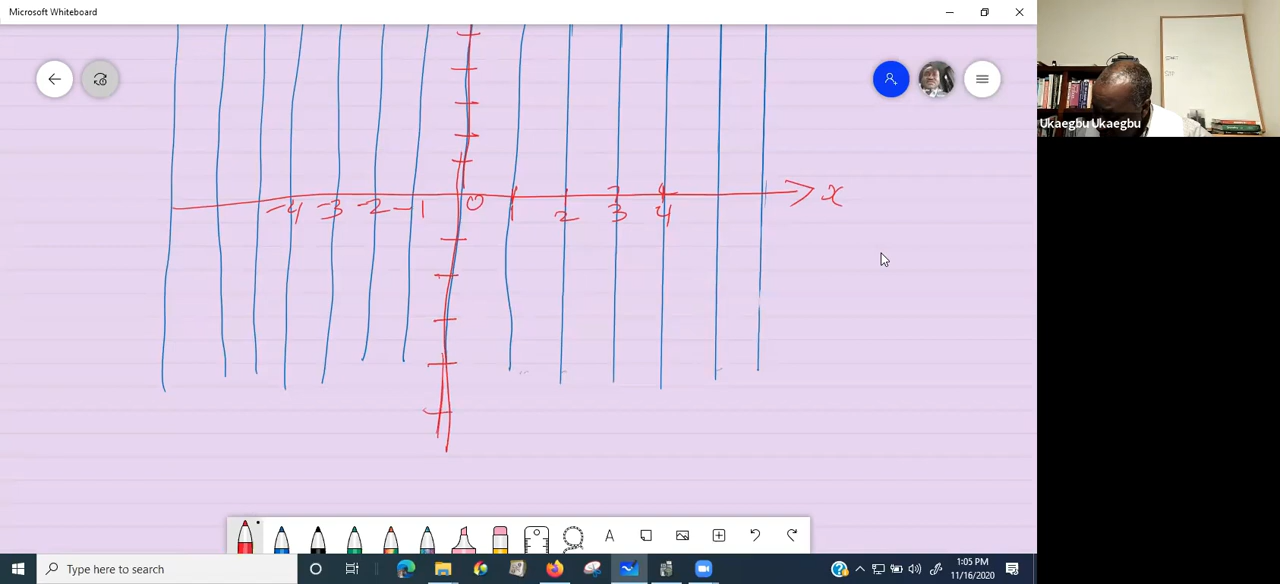 Microsoft Whiteboard
Ukaegbu Ukaegbu
-4 -3 -2 -1 0 1 2 3 4 x
A
Type here to search
1:05 PM
11/16/2020